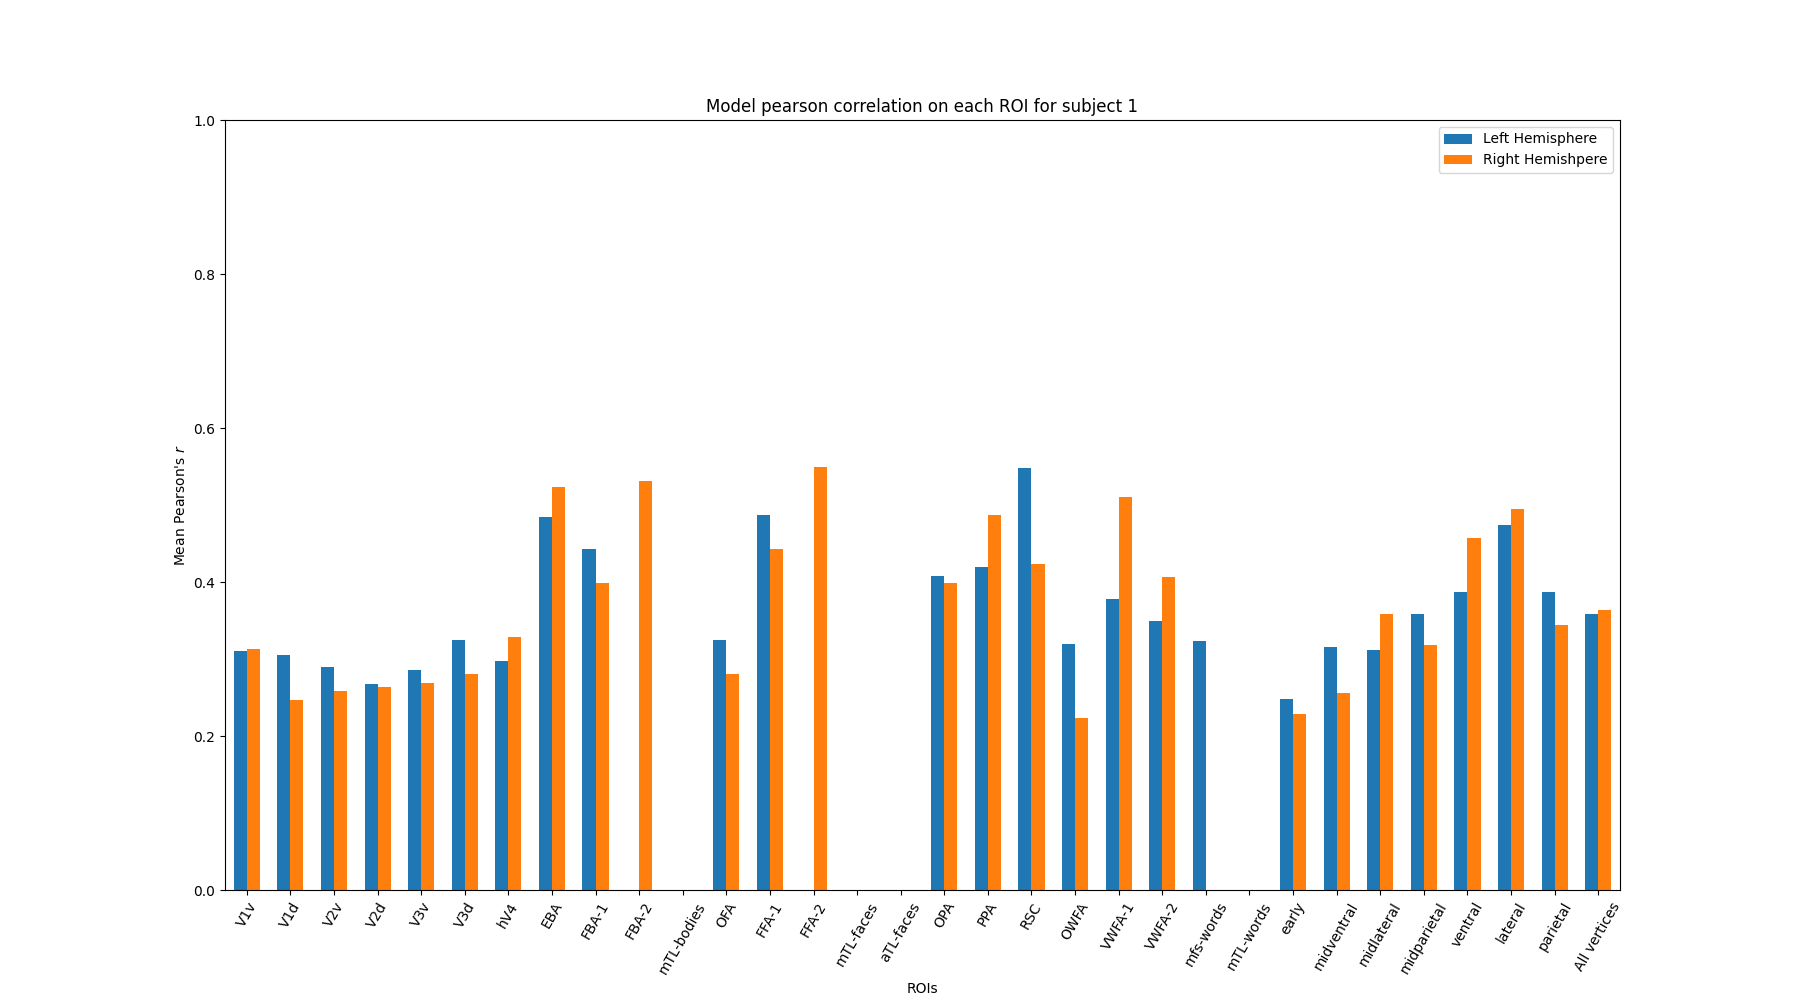 Model pearson correlation on each ROI for subject 1
Left Hemisphere
Right Hemishpere
Mean Pearson's r
1.0
0.8
0.6
0.4
0.2
0.0
V1v
V1d
V2v
V2d
V3v
V3d
hV4
EBA
FBA-1
FBA-2
mTL-bodies
OFA
FFA-1
FFA-2
mTL-faces
aTL-faces
OPA
PPA
RSC
OWFA
VWFA-1
VWFA-2
mfs-words
mTL-words
early
midventral
midlateral
midparietal
ventral
lateral
parietal
All vertices
ROIs